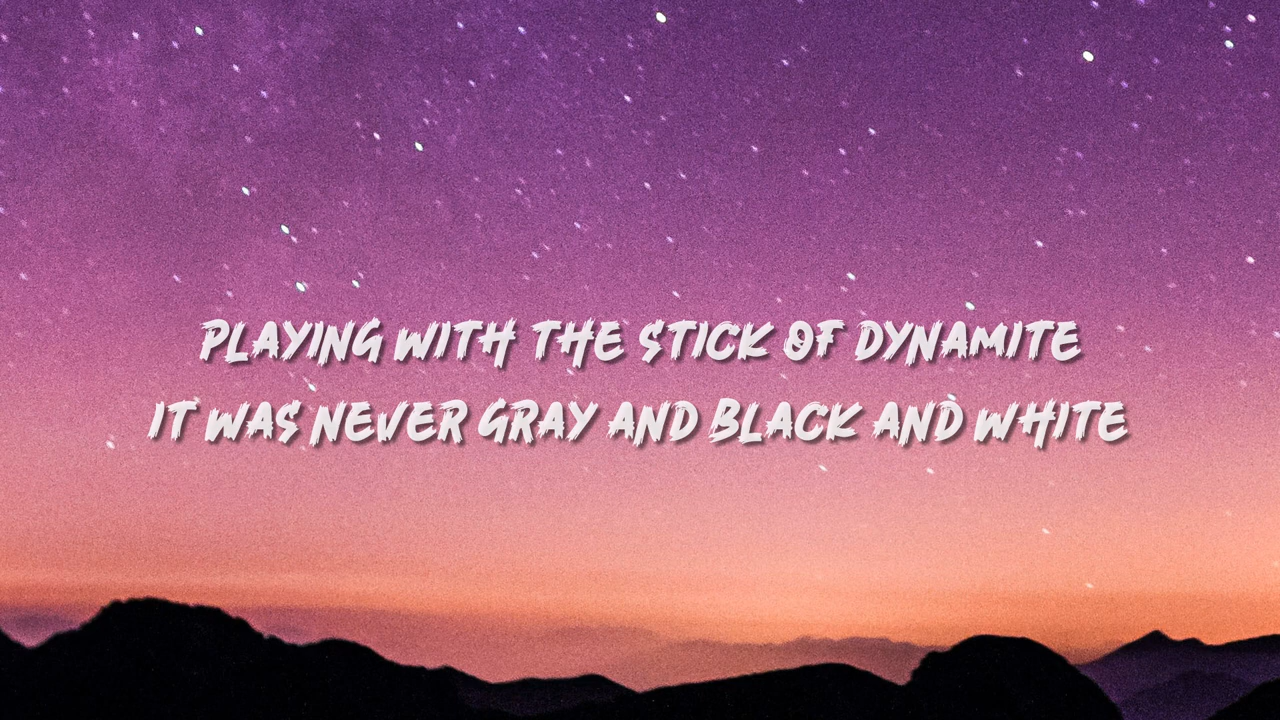 PLAYING WITH THE STICK OF DYNAMITE
IT WAS NEVER GRAY AND BLACK AND WHITE